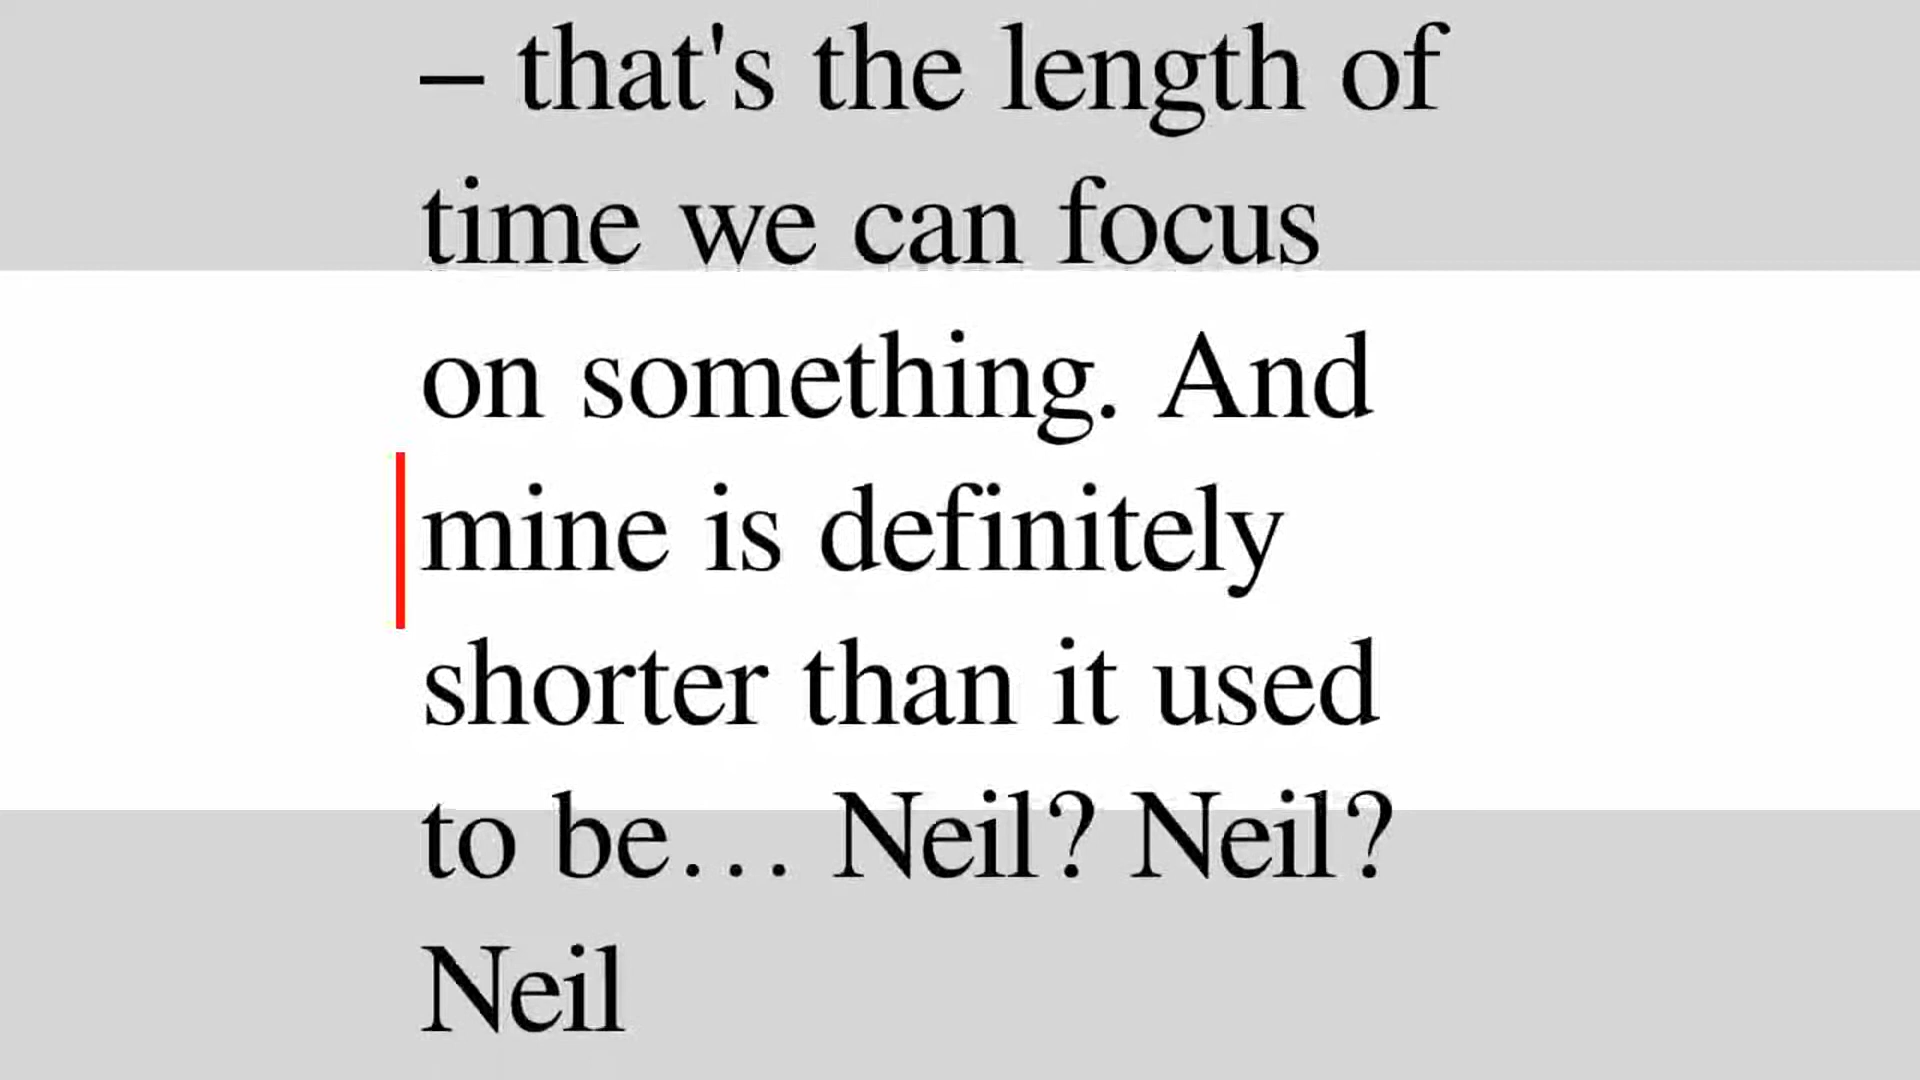 – that's the length of
time we can focus
on something. And
mine is definitely
shorter than it used
to be… Neil? Neil?
Neil